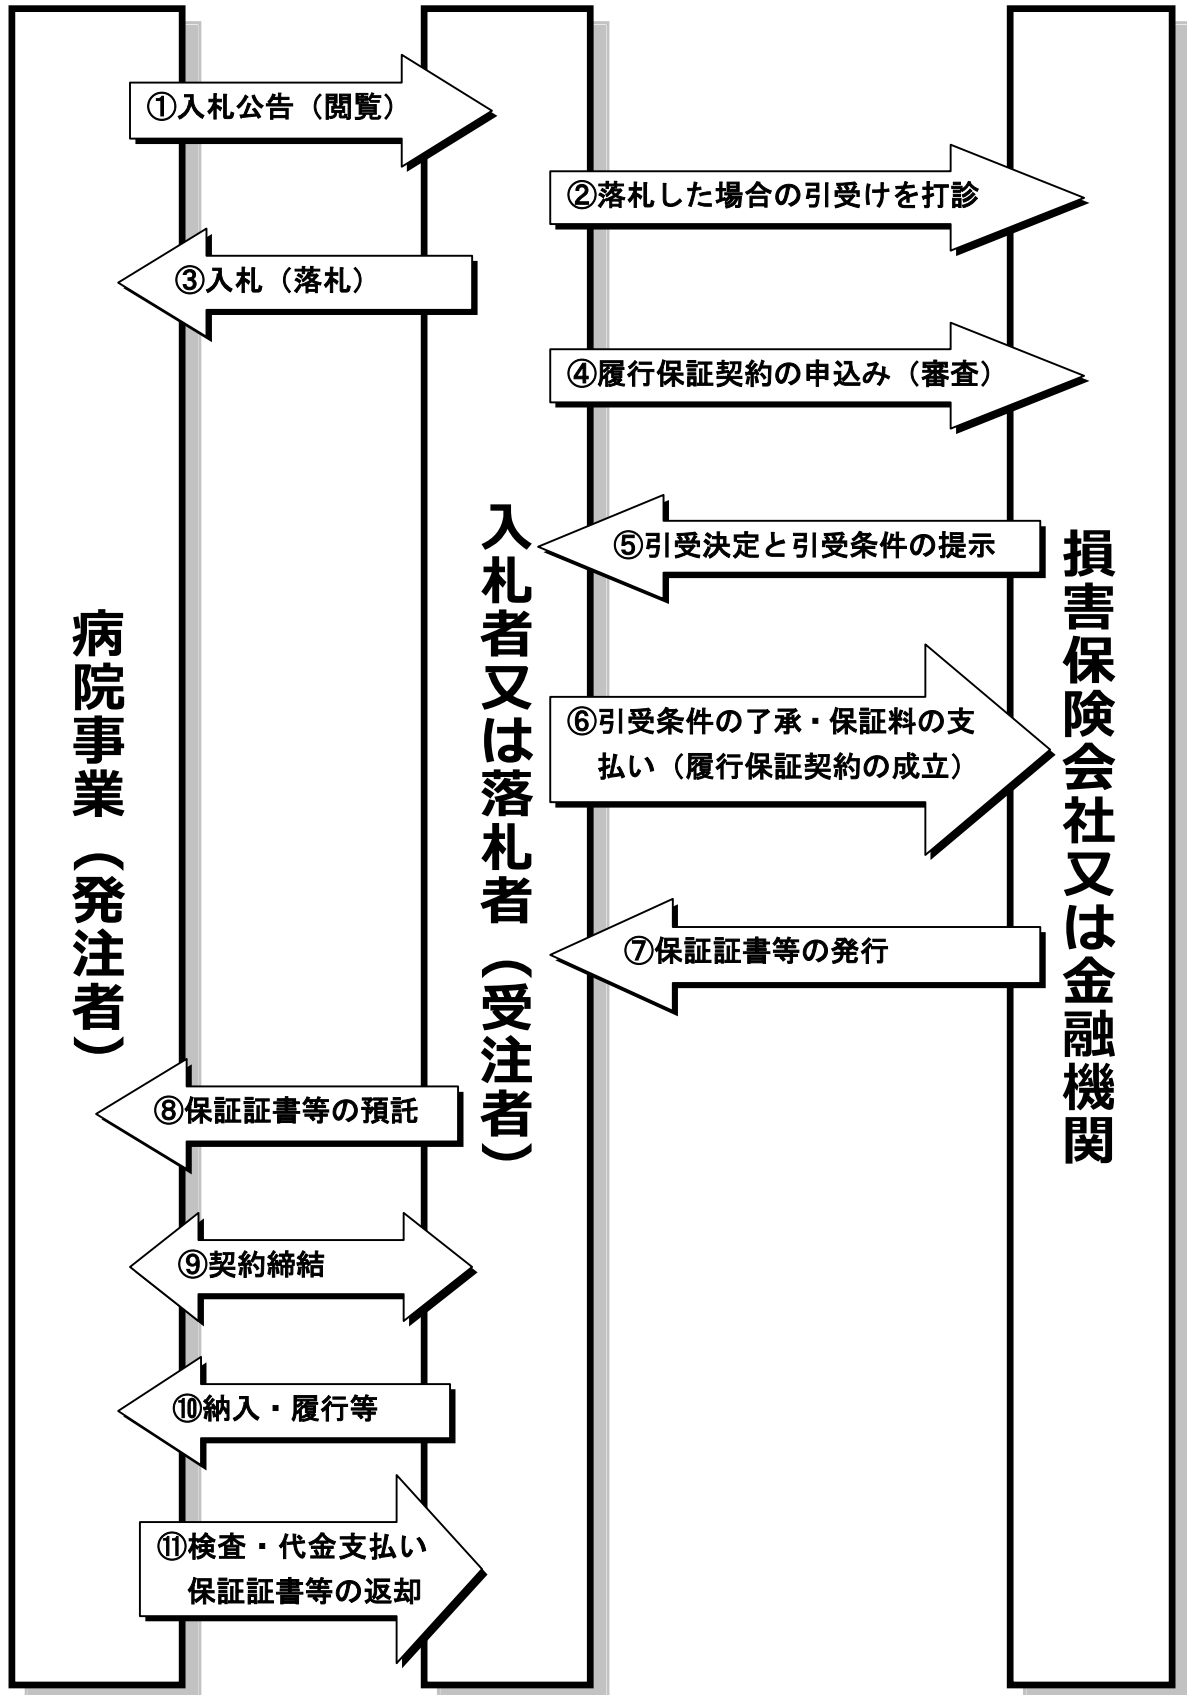 ①入札公告（閲覧）
②落札した場合の引受けを打診
③入札（落札）
④履行保証契約の申込み（審査）
⑤引受決定と引受条件の提示
⑥引受条件の了承・保証料の支
払い（履行保証契約の成立）
⑦保証証書等の発行
⑧保証証書等の預託
⑨契約締結
⑩納入・履行等
⑪検査・代金支払い
保証証書等の返却
病院事業（発注者）
入札者又は落札者（受注者）
損害保険会社又は金融機関